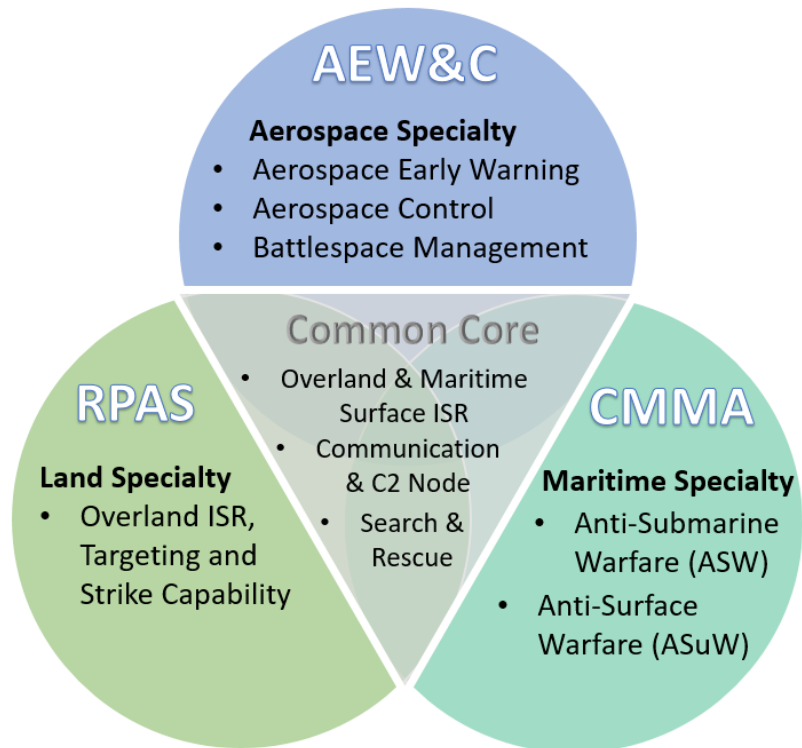 AEW&C
Aerospace Specialty
• Aerospace Early Warning
• Aerospace Control
• Battlespace Management
Common Core
• Overland & Maritime
Surface ISR
• Communication
& C2 Node
• Search &
Rescue
RPAS
Land Specialty
• Overland ISR,
Targeting and
Strike Capability
CMMA
Maritime Specialty
• Anti-Submarine
Warfare (ASW)
• Anti-Surface
Warfare (ASuW)